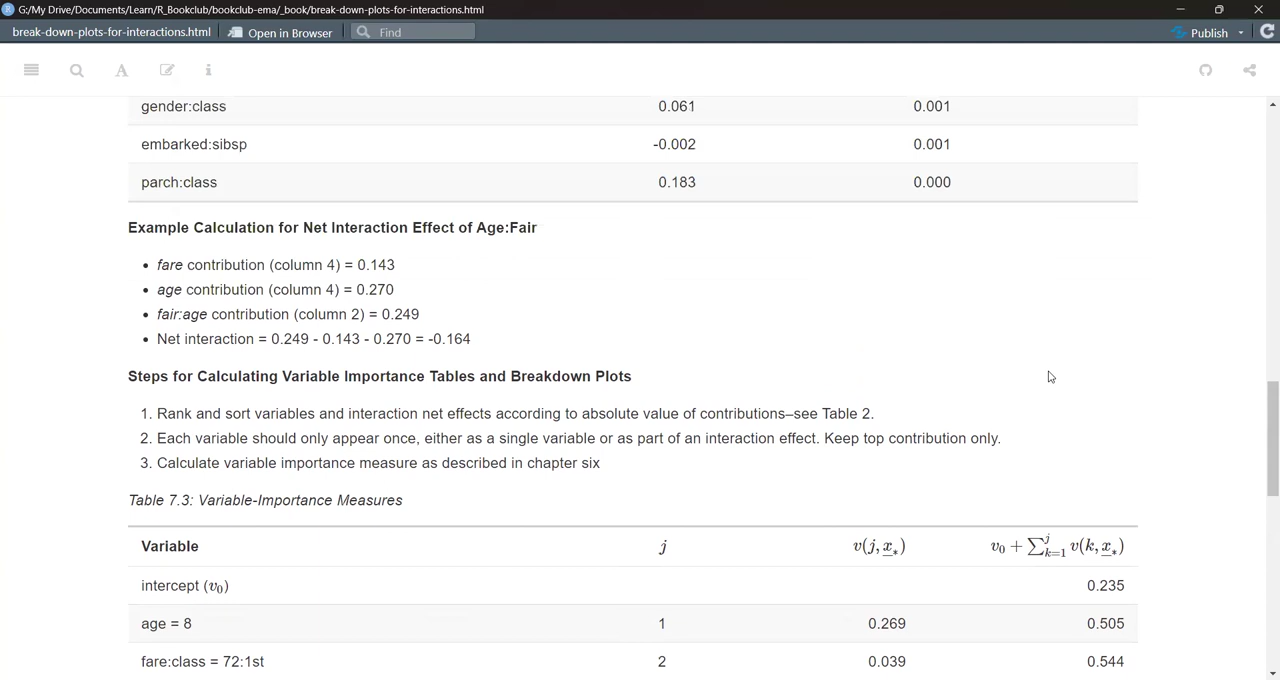 G:/My Drive/Documents/Learn/R_Bookclub/bookclub-ema/_book/break-down-plots-for-interactions.html
break-down-plots-for-interactions.html Open in Browser Find Publish
gender:class 0.061 0.001
embarked:sibsp -0.002 0.001
parch:class 0.183 0.000
Example Calculation for Net Interaction Effect of Age:Fair
• fare contribution (column 4) = 0.143
• age contribution (column 4) = 0.270
• fair:age contribution (column 2) = 0.249
• Net interaction = 0.249 - 0.143 - 0.270 = -0.164
Steps for Calculating Variable Importance Tables and Breakdown Plots
1. Rank and sort variables and interaction net effects according to absolute value of contributions–see Table 2.
2. Each variable should only appear once, either as a single variable or as part of an interaction effect. Keep top contribution only.
3. Calculate variable importance measure as described in chapter six
Table 7.3: Variable-Importance Measures
Variable j v(j, x_*) v_0 + ∑_{k=1}^{j} v(k, x_*)
intercept (v_0) 0.235
age = 8 1 0.269 0.505
fare:class = 72:1st 2 0.039 0.544